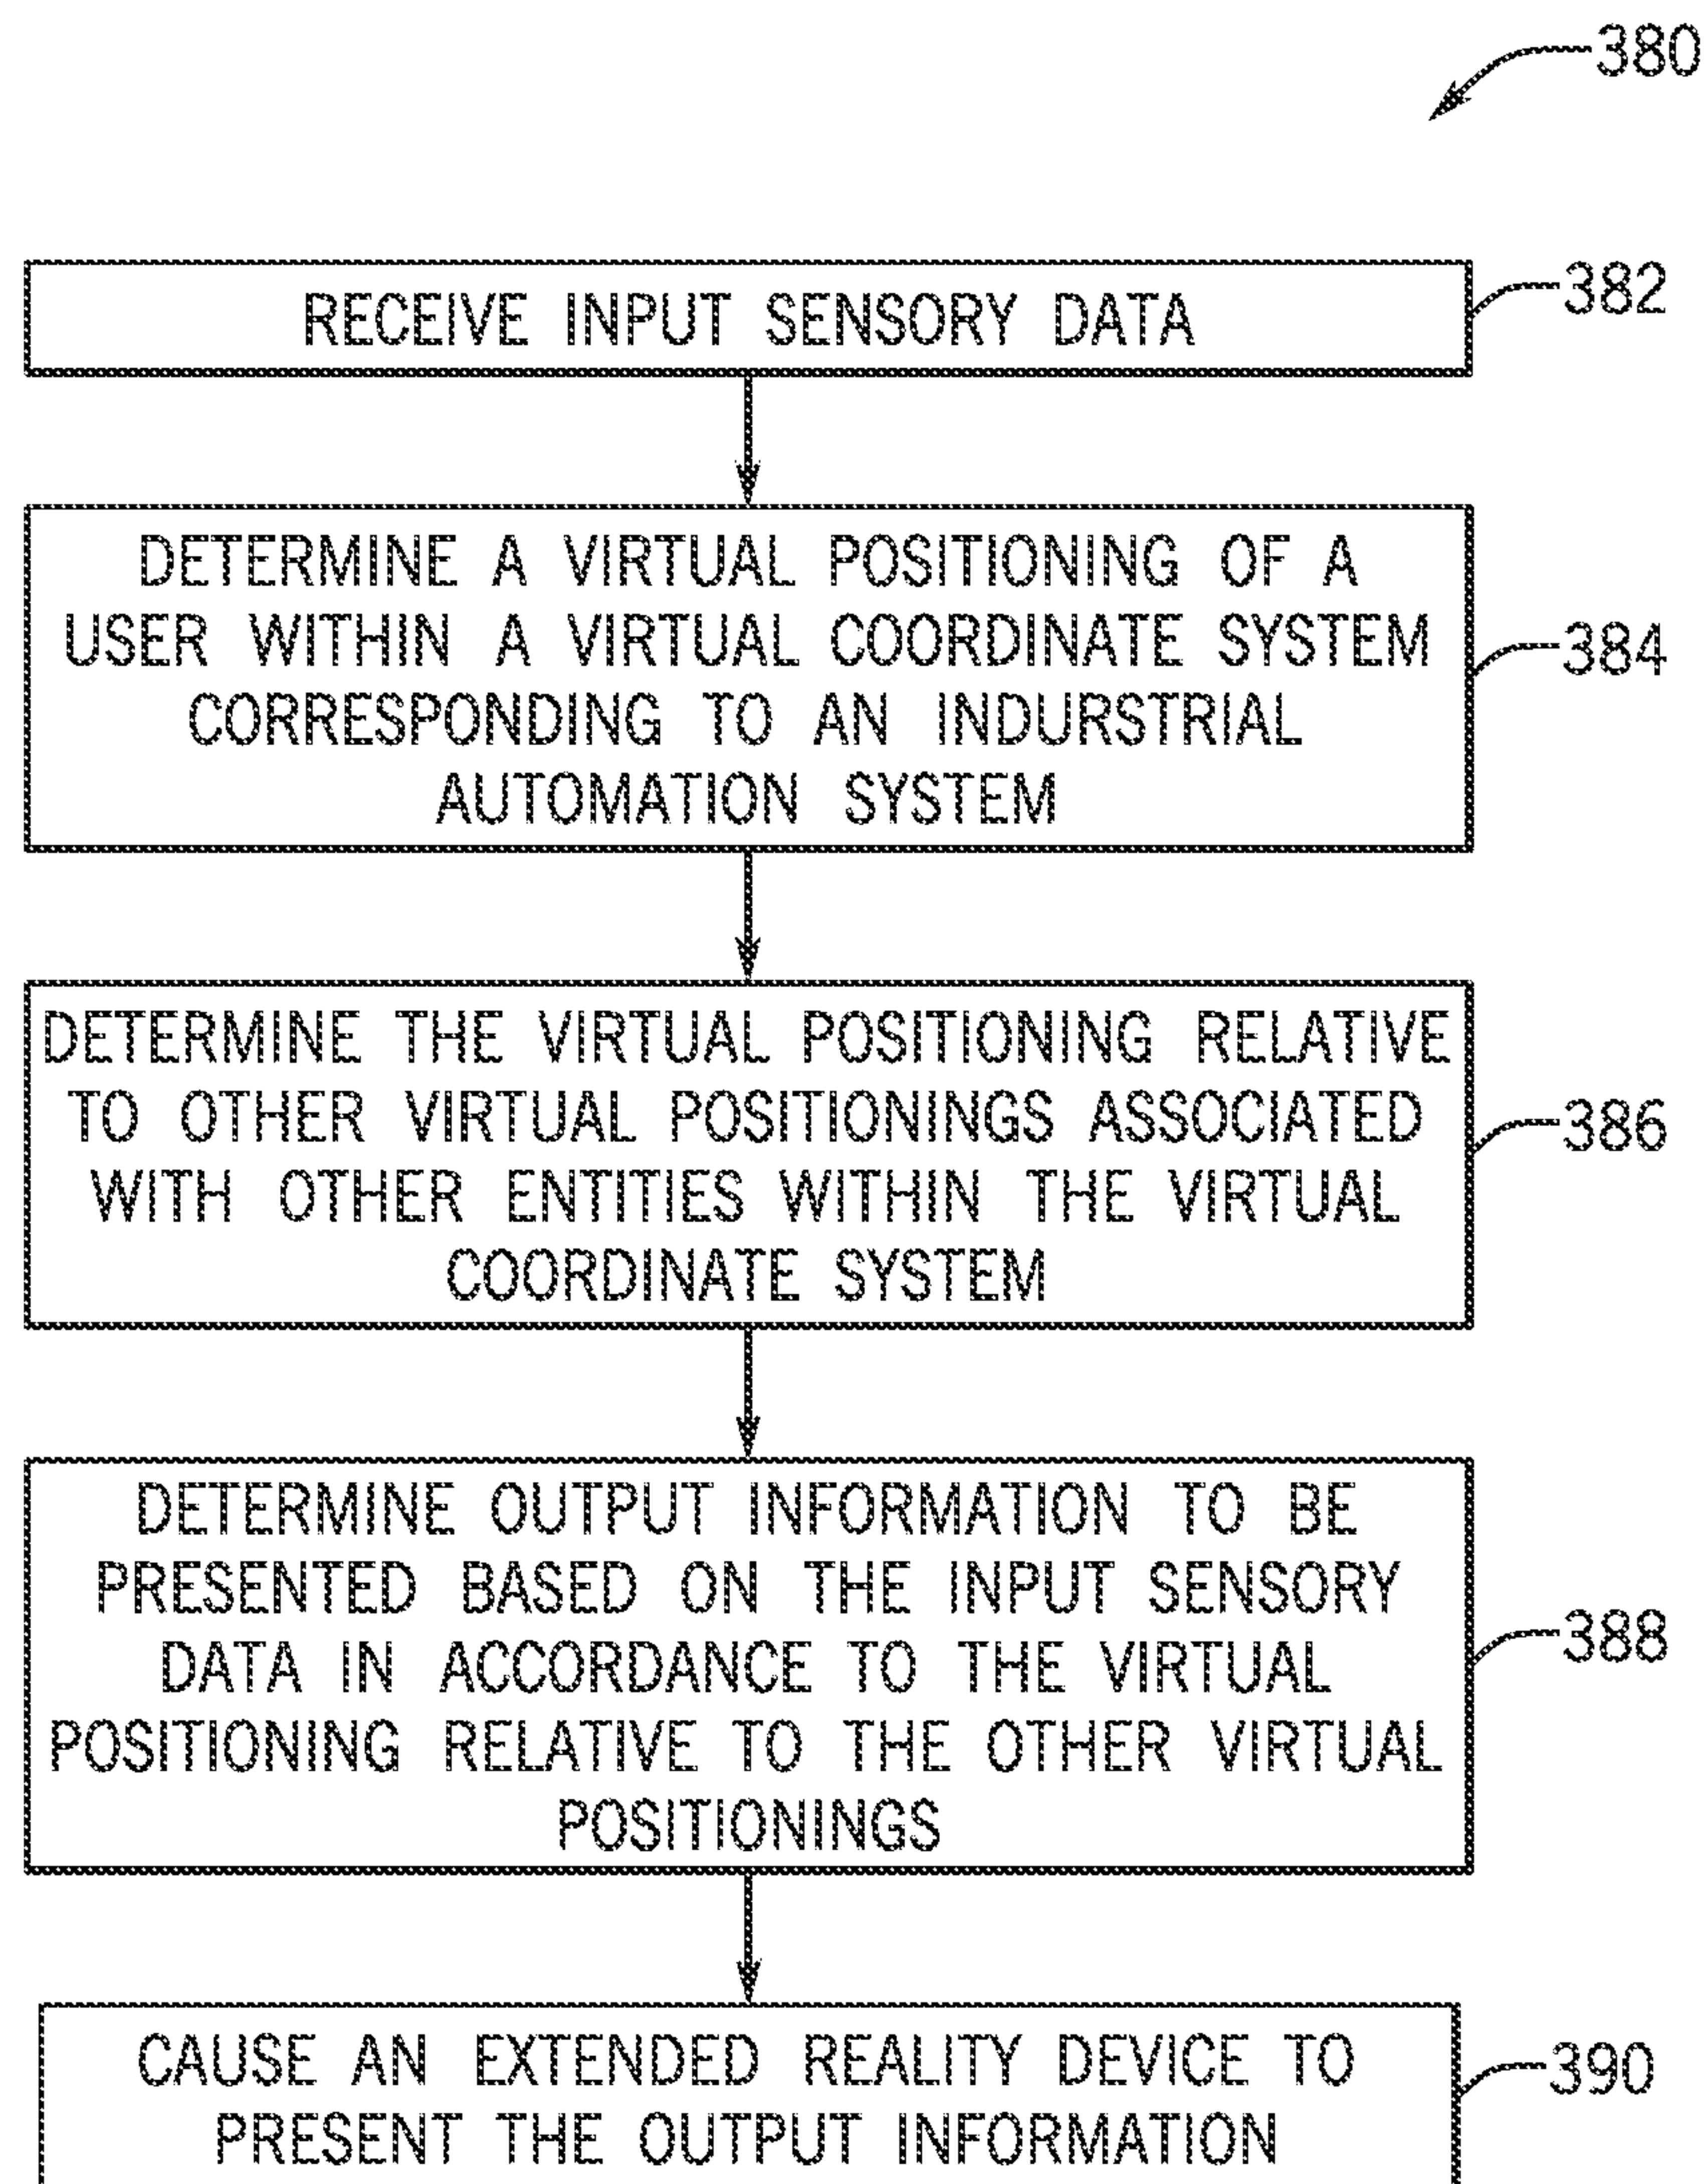 380
RECEIVE INPUT SENSORY DATA
382
DETERMINE A VIRTUAL POSITIONING OF A
USER WITHIN A VIRTUAL COORDINATE SYSTEM
CORRESPONDING TO AN INDURSTRIAL
AUTOMATION SYSTEM
384
DETERMINE THE VIRTUAL POSITIONING RELATIVE
TO OTHER VIRTUAL POSITIONINGS ASSOCIATED
WITH OTHER ENTITIES WITHIN THE VIRTUAL
COORDINATE SYSTEM
386
DETERMINE OUTPUT INFORMATION TO BE
PRESENTED BASED ON THE INPUT SENSORY
DATA IN ACCORDANCE TO THE VIRTUAL
POSITIONING RELATIVE TO THE OTHER VIRTUAL
POSITIONINGS
388
CAUSE AN EXTENDED REALITY DEVICE TO
PRESENT THE OUTPUT INFORMATION
390